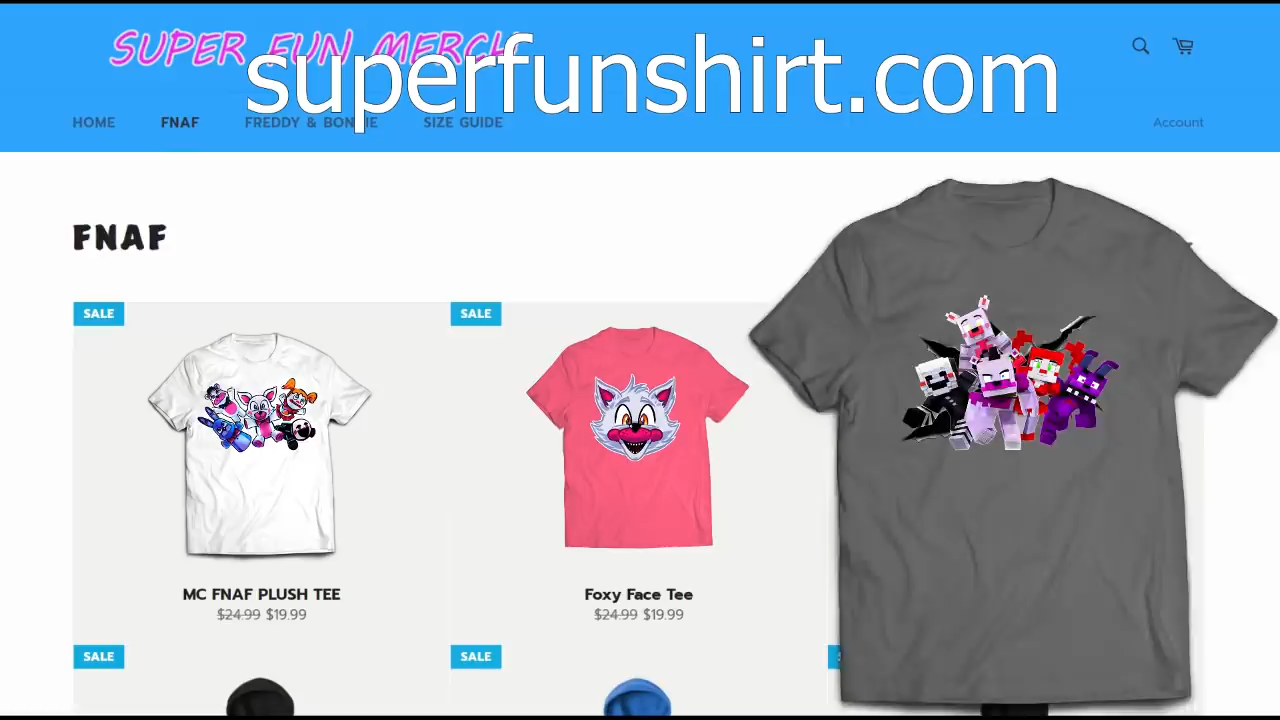 SUPER FUN MERCH
superfunshirt.com
HOME FNAF FREDDY & BONNIE SIZE GUIDE Account
FNAF
SALE SALE
MC FNAF PLUSH TEE Foxy Face Tee
$24.99 $19.99 $24.99 $19.99
SALE SALE